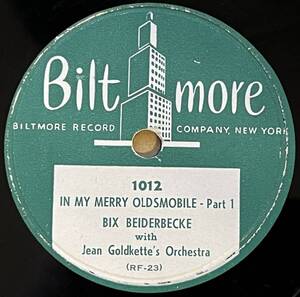 Biltmore
BILTMORE RECORD COMPANY, NEW YORK
1012
IN MY MERRY OLDSMOBILE - Part 1
BIX BEIDERBECKE
with
Jean Goldkette's Orchestra
(RF-23)